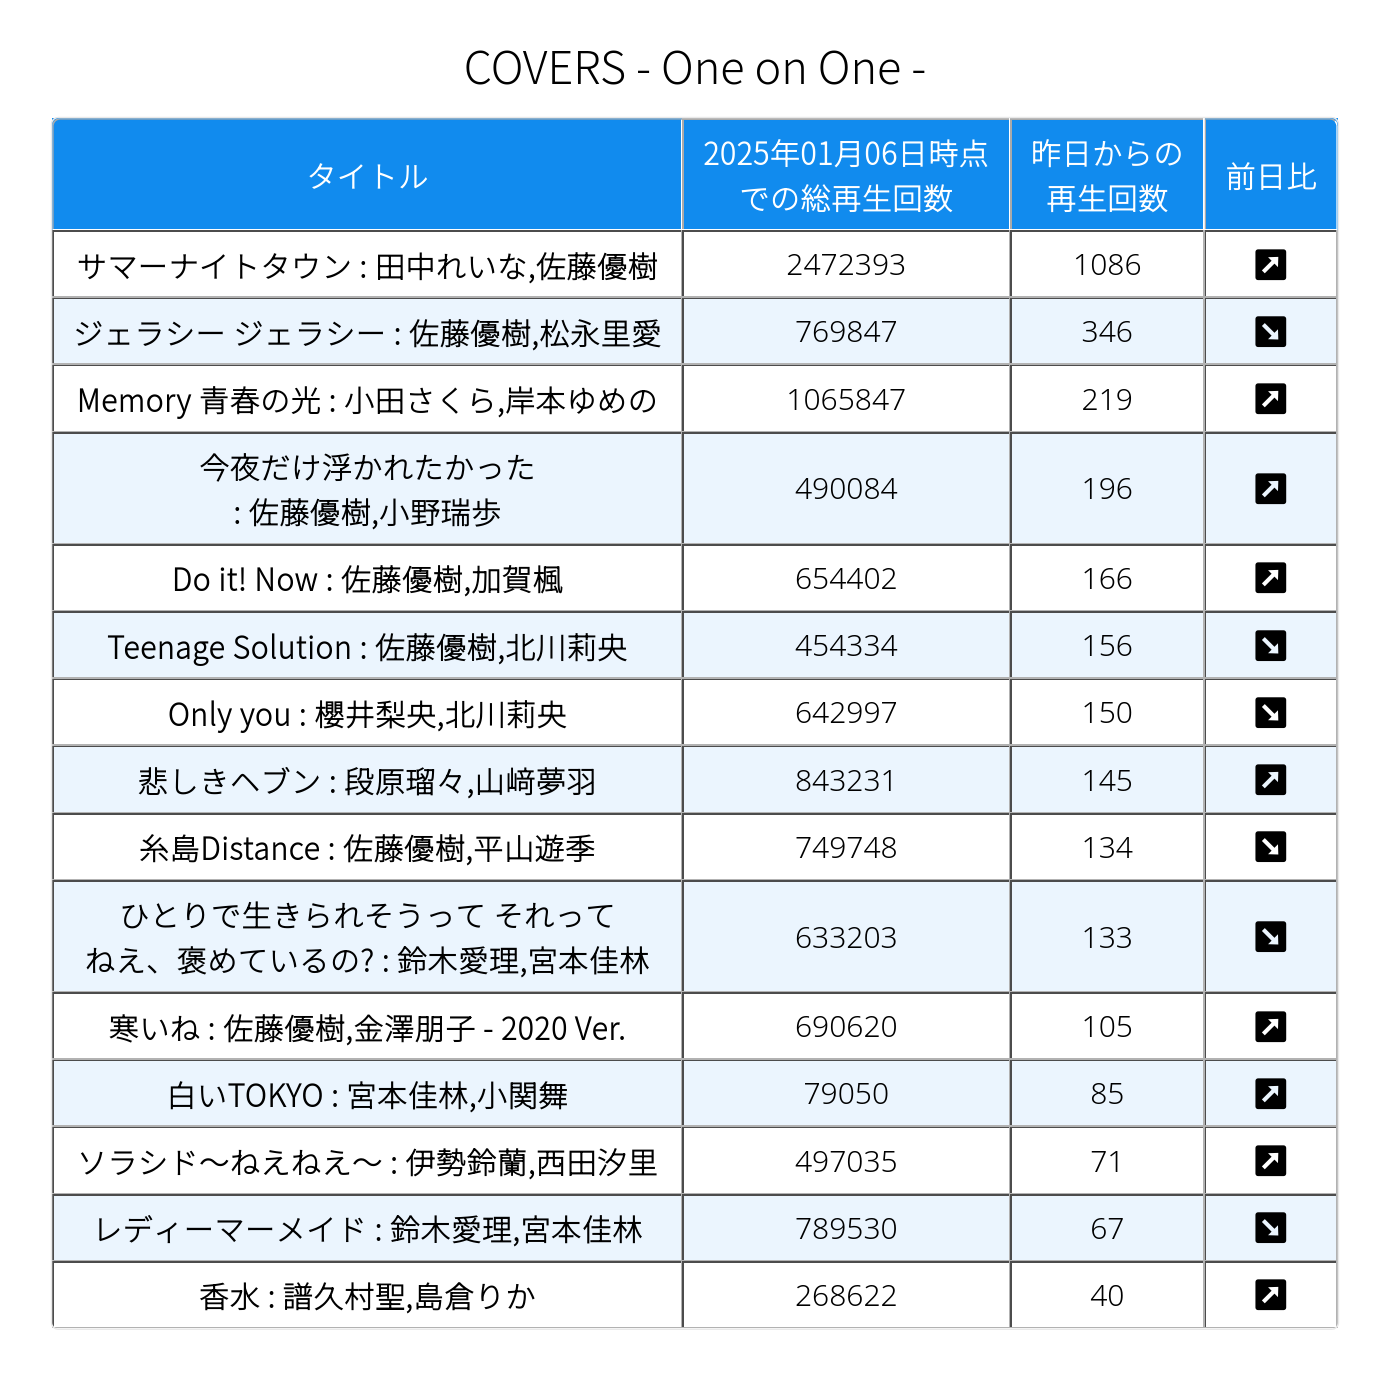 COVERS - One on One -
タイトル
2025年01月06日時点
での総再生回数
昨日からの
再生回数
前日比
サマーナイトタウン : 田中れいな,佐藤優樹
2472393
1086
ジェラシー ジェラシー : 佐藤優樹,松永里愛
769847
346
Memory 青春の光 : 小田さくら,岸本ゆめの
1065847
219
今夜だけ浮かれたかった
: 佐藤優樹,小野瑞歩
490084
196
Do it! Now : 佐藤優樹,加賀楓
654402
166
Teenage Solution : 佐藤優樹,北川莉央
454334
156
Only you : 櫻井梨央,北川莉央
642997
150
悲しきヘブン : 段原瑠々,山﨑夢羽
843231
145
糸島Distance : 佐藤優樹,平山遊季
749748
134
ひとりで生きられそうって それって
ねえ、褒めているの? : 鈴木愛理,宮本佳林
633203
133
寒いね : 佐藤優樹,金澤朋子 - 2020 Ver.
690620
105
白いTOKYO : 宮本佳林,小関舞
79050
85
ソラシド〜ねえねえ〜 : 伊勢鈴蘭,西田汐里
497035
71
レディーマーメイド : 鈴木愛理,宮本佳林
789530
67
香水 : 譜久村聖,島倉りか
268622
40